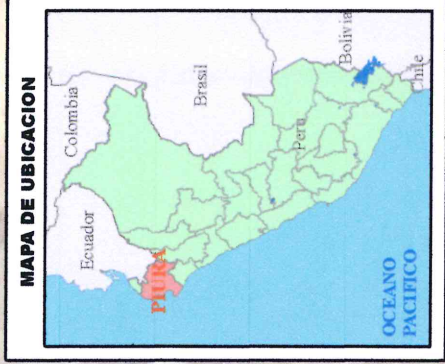 MAPA DE UBICACION
Colombia
Ecuador
Brasil
PIURA
Peru
Bolivia
OCEANO
PACIFICO
Chile